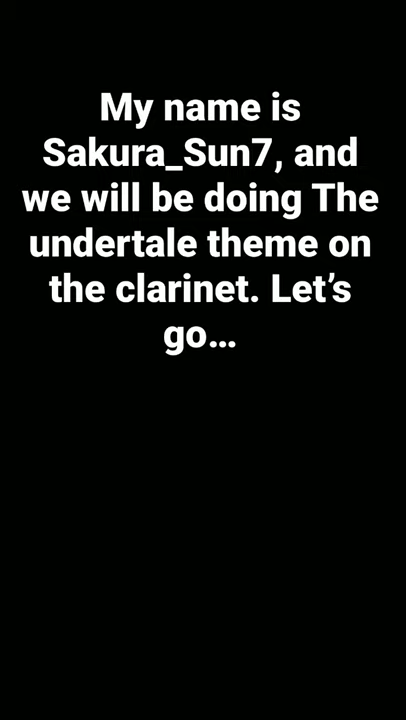 My name is
Sakura_Sun7, and
we will be doing The
undertale theme on
the clarinet. Let’s
go…